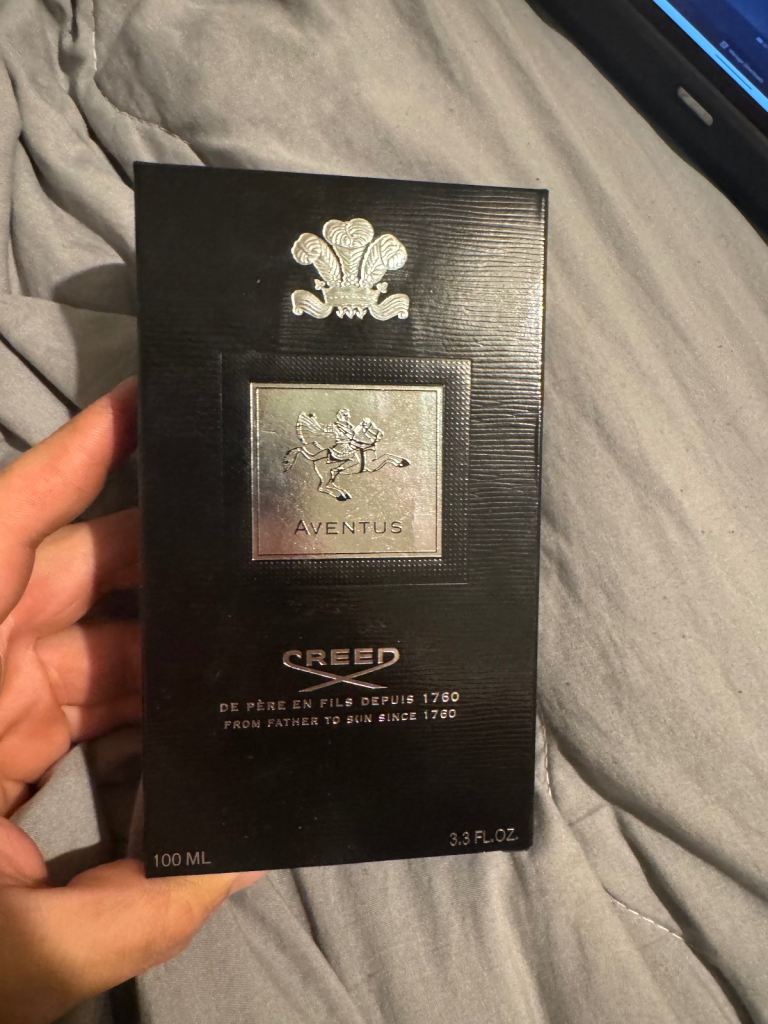 AVENTUS
CREED
DE PÈRE EN FILS DEPUIS 1760
FROM FATHER TO SON SINCE 1760
100 ML
3.3 FL.OZ.